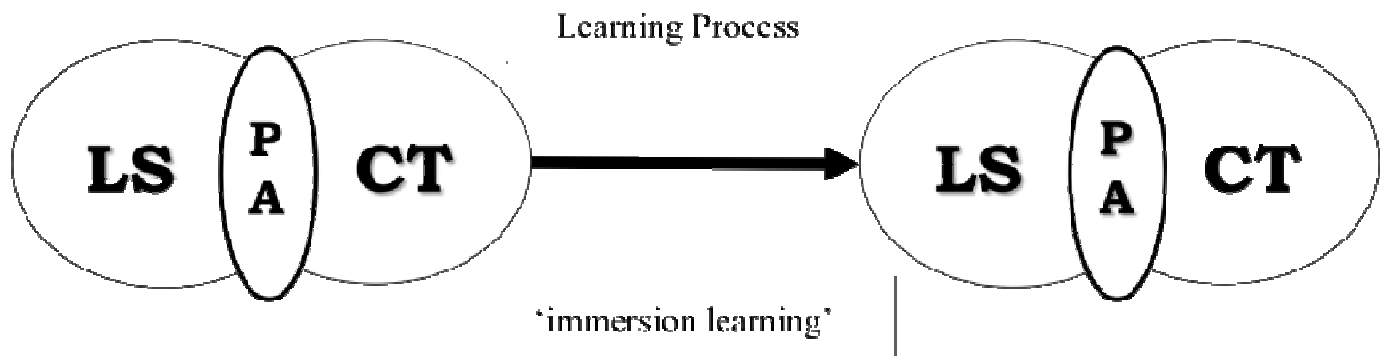 Learning Process
LS
P
A
CT
LS
P
A
CT
‘immersion learning’